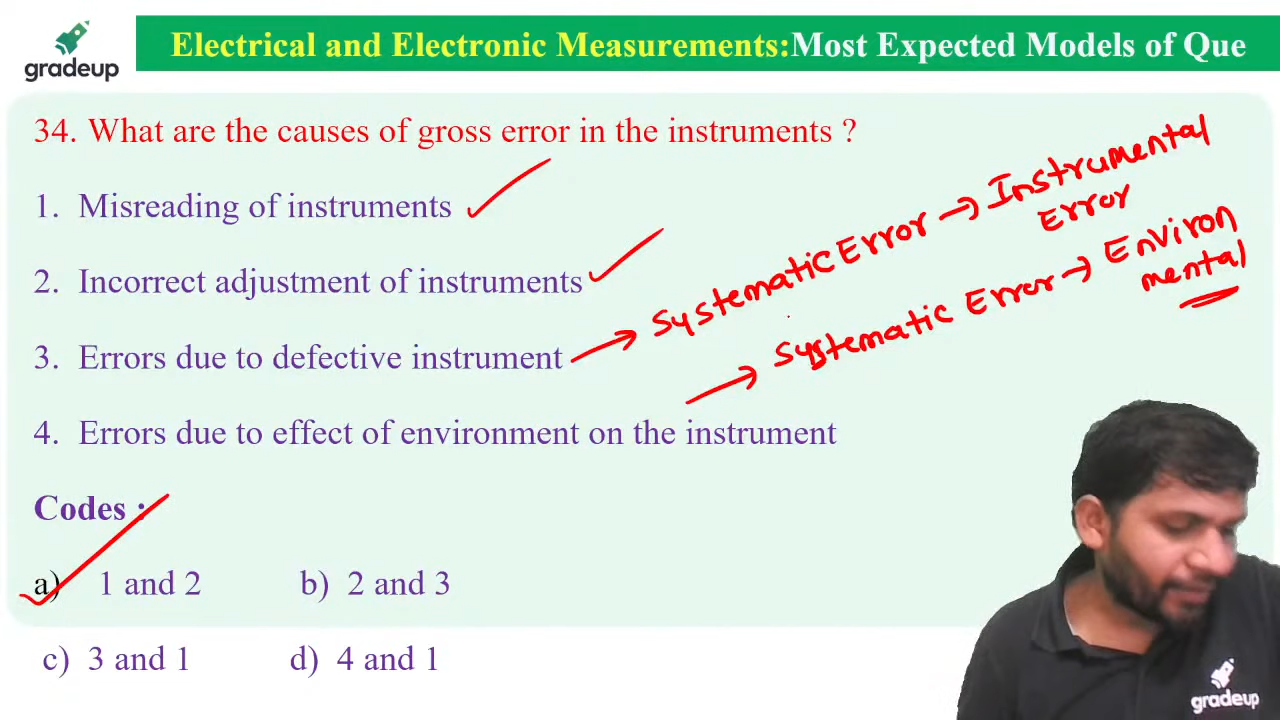 gradeup
Electrical and Electronic Measurements:Most Expected Models of Que
34. What are the causes of gross error in the instruments ?
1. Misreading of instruments
2. Incorrect adjustment of instruments
3. Errors due to defective instrument
Systematic Error → Instrumental
Error
Systematic Error → Environ
mental
4. Errors due to effect of environment on the instrument
Codes :
a) 1 and 2 b) 2 and 3
c) 3 and 1 d) 4 and 1
gradeup